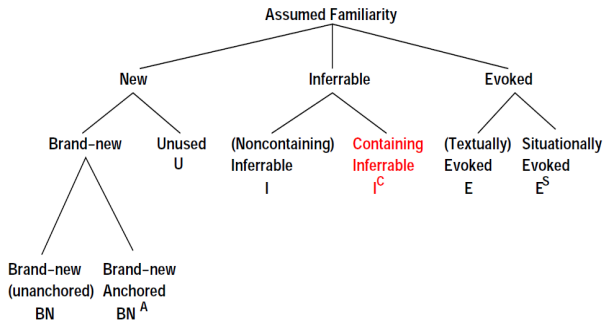 Assumed Familiarity
New Inferrable Evoked
Brand-new Unused (Noncontaining) Containing (Textually) Situationally
U Inferrable Inferrable Evoked Evoked
I I^C E E^S
Brand-new Brand-new
(unanchored) Anchored
BN BN^A